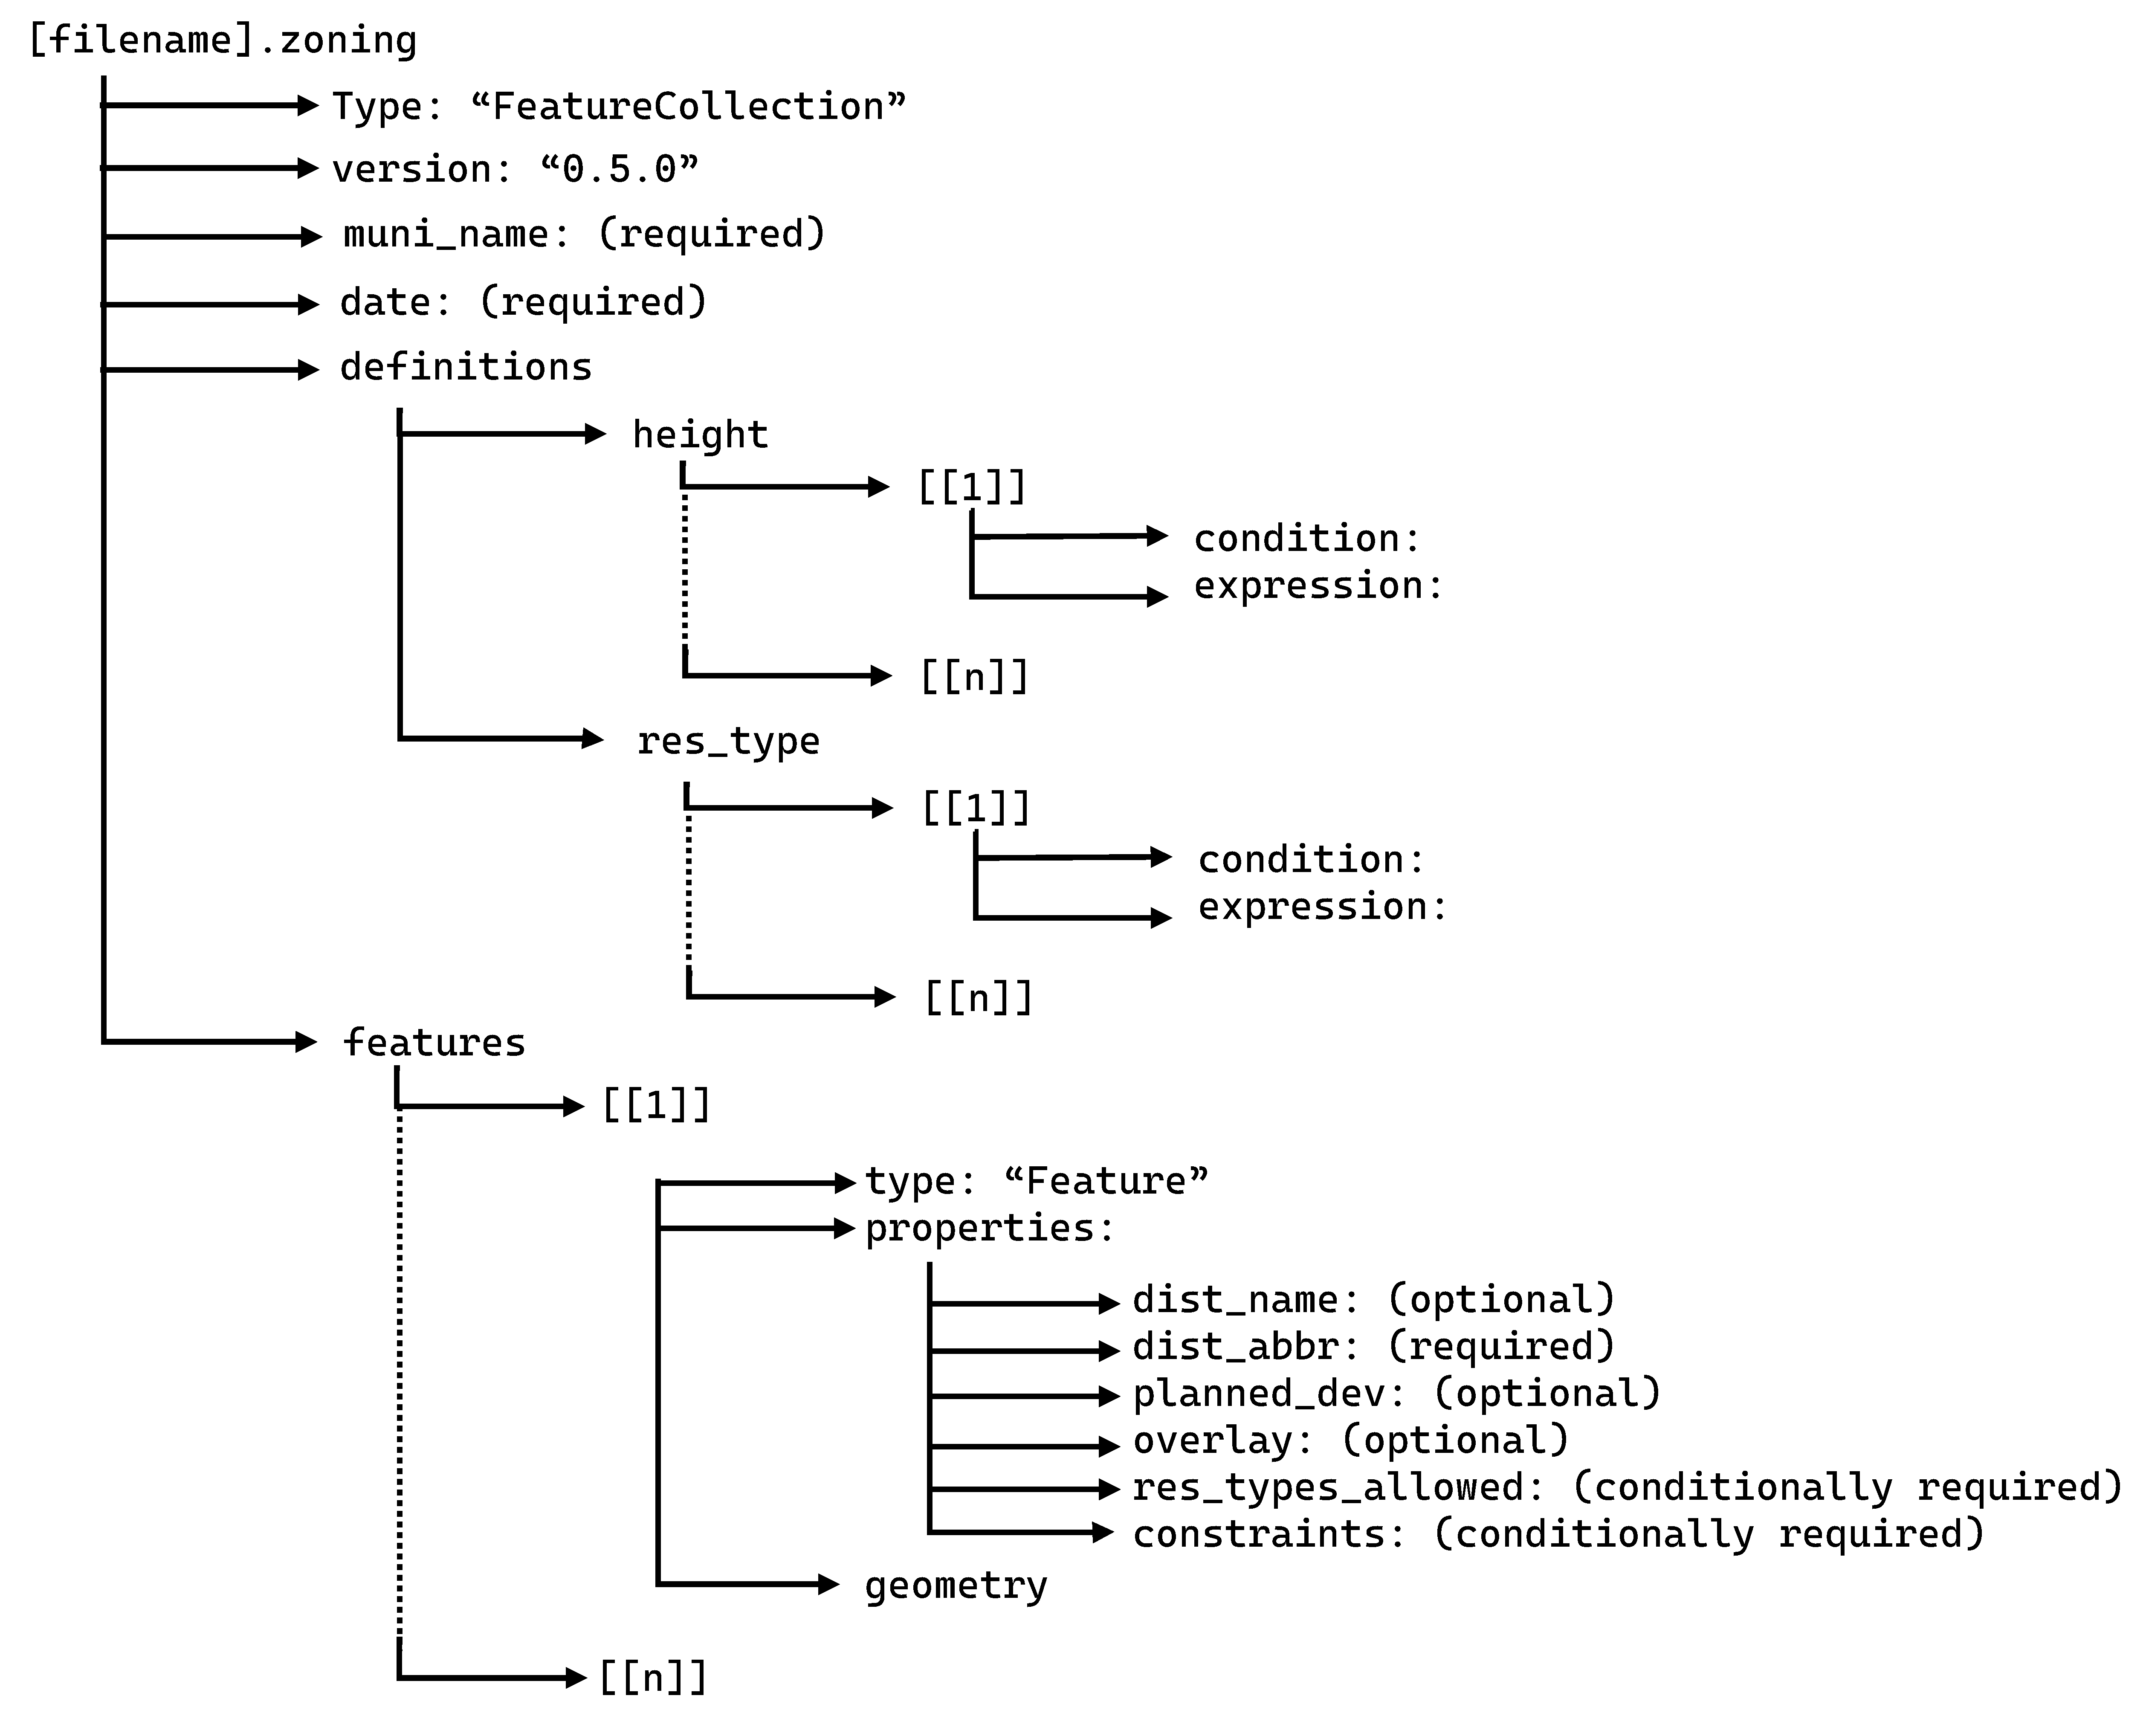 [filename].zoning
Type: “FeatureCollection”
version: “0.5.0”
muni_name: (required)
date: (required)
definitions
height
[[1]]
condition:
expression:
[[n]]
res_type
[[1]]
condition:
expression:
[[n]]
features
[[1]]
type: “Feature”
properties:
dist_name: (optional)
dist_abbr: (required)
planned_dev: (optional)
overlay: (optional)
res_types_allowed: (conditionally required)
constraints: (conditionally required)
geometry
[[n]]